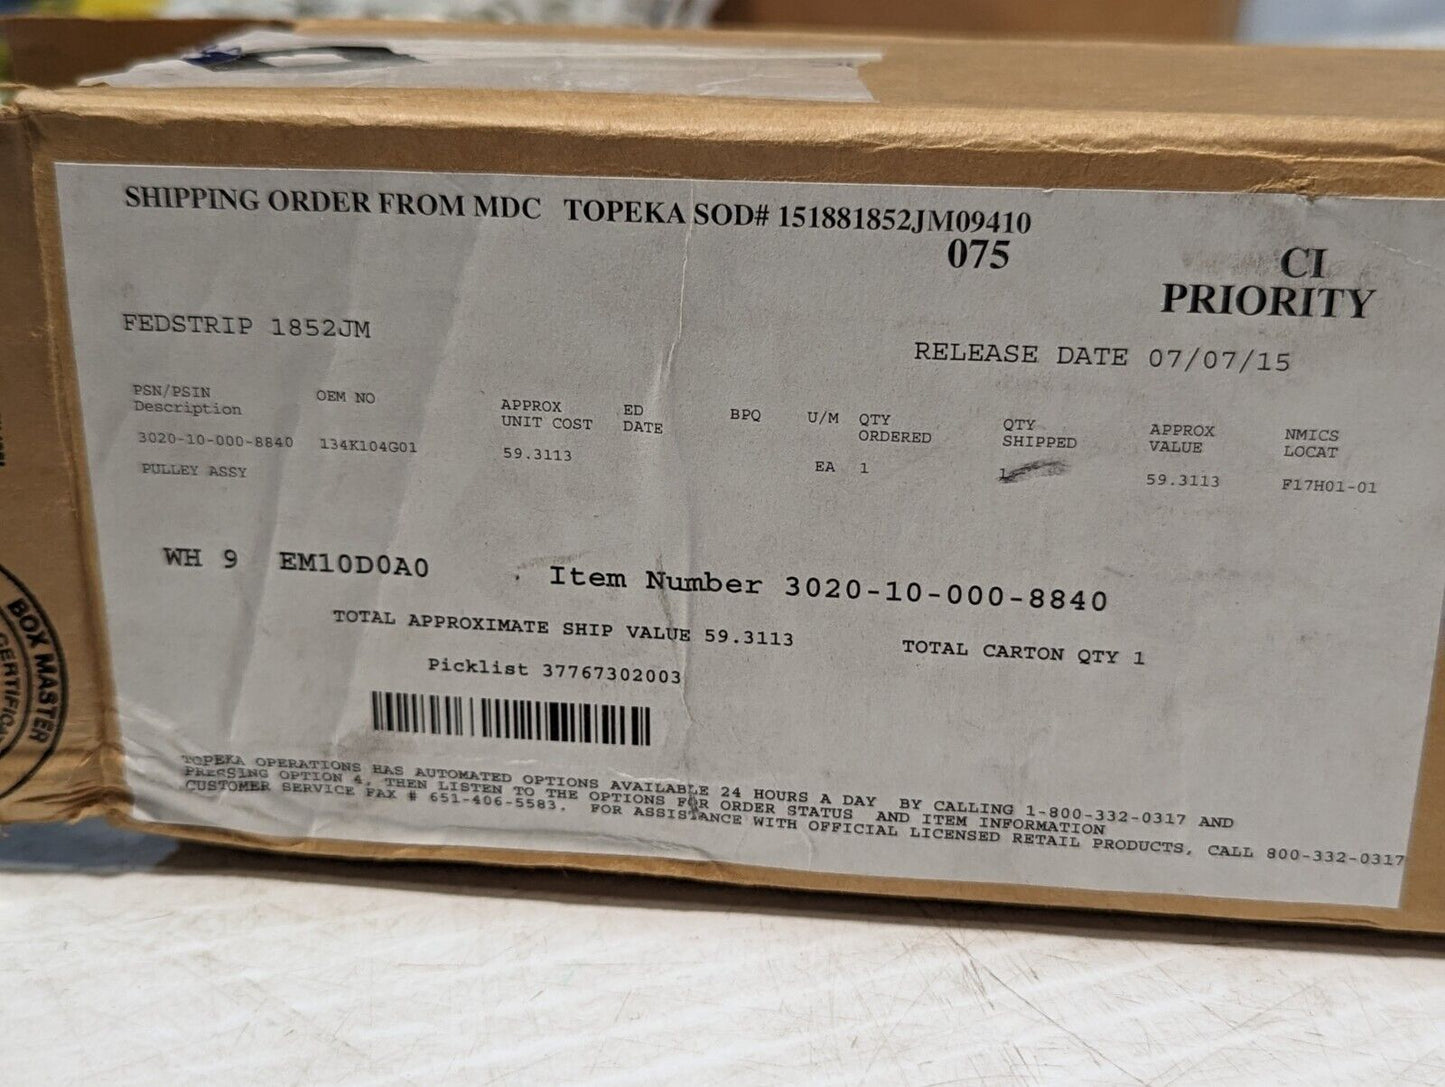 SHIPPING ORDER FROM MDC TOPEKA SOD# 151881852JM09410
075
CI
PRIORITY
FEDSTRIP 1852JM
RELEASE DATE 07/07/15
PSN/PSIN OEM NO APPROX ED BPQ U/M QTY QTY APPROX NMICS
Description UNIT COST DATE ORDERED SHIPPED VALUE LOCAT
3020-10-000-8840 134K104G01 59.3113 EA 1 1 59.3113 F17H01-01
PULLEY ASSY
WH 9 EM10D0A0 Item Number 3020-10-000-8840
TOTAL APPROXIMATE SHIP VALUE 59.3113 TOTAL CARTON QTY 1
Picklist 37767302003
TOPEKA OPERATIONS HAS AUTOMATED OPTIONS AVAILABLE 24 HOURS A DAY BY CALLING 1-800-332-0317 AND
PRESSING OPTION 4, THEN LISTEN TO THE OPTIONS FOR ORDER STATUS AND ITEM INFORMATION
CUSTOMER SERVICE FAX # 651-406-5583. FOR ASSISTANCE WITH OFFICIAL LICENSED RETAIL PRODUCTS, CALL 800-332-0317
BOX MASTER